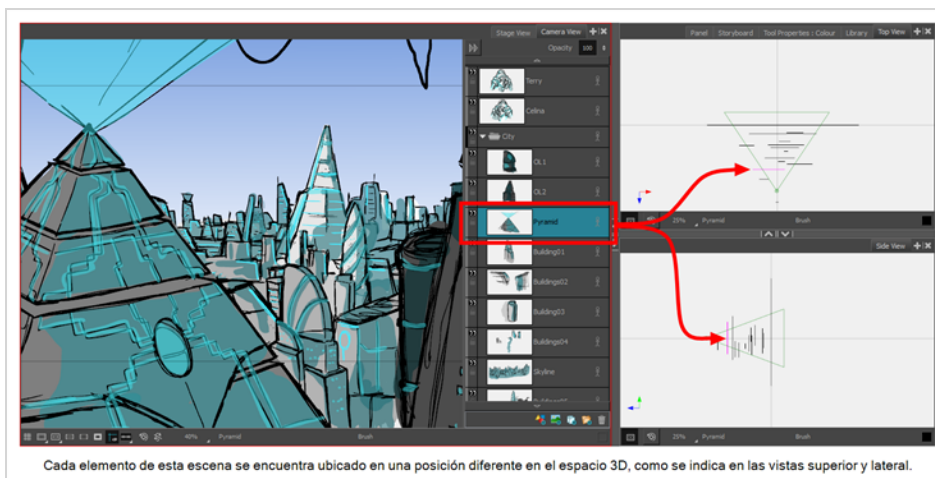 Stage View Camera View
Panel Storyboard Tool Properties : Colour Library Top View
Opacity 100
Terry
Celina
City
OL1
OL2
Pyramid
Building01
Buildings02
Building03
Buildings04
Skyline
25% Pyramid Brush
Side View
40% Pyramid Brush
25% Pyramid Brush
Cada elemento de esta escena se encuentra ubicado en una posición diferente en el espacio 3D, como se indica en las vistas superior y lateral.